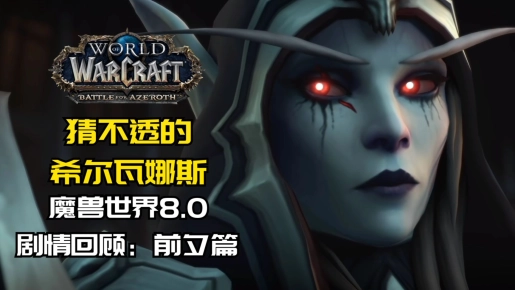 WORLD
OF
WARCRAFT
BATTLE FOR AZEROTH
猜不透的
希尔瓦娜斯
魔兽世界8.0
剧情回顾：前夕篇